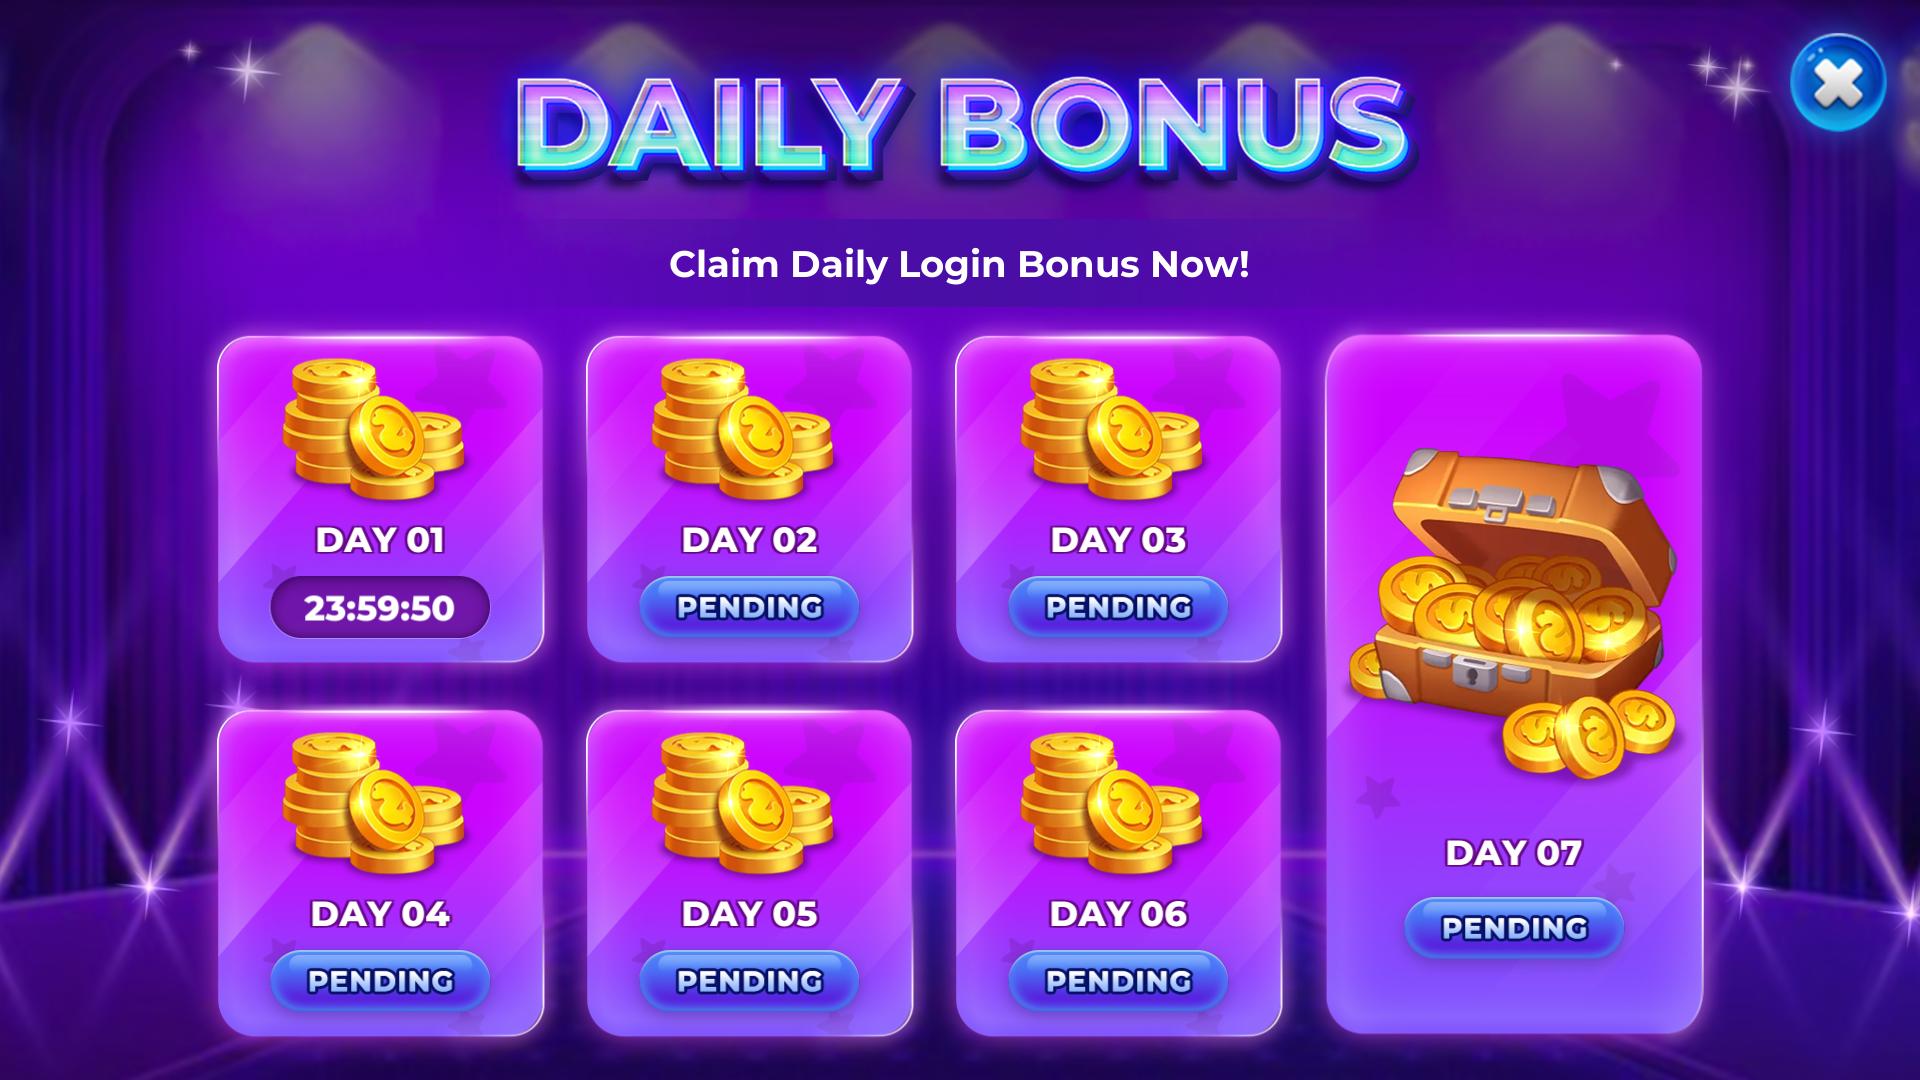 DAILY BONUS
Claim Daily Login Bonus Now!
DAY 01
23:59:50
DAY 02
PENDING
DAY 03
PENDING
DAY 04
PENDING
DAY 05
PENDING
DAY 06
PENDING
DAY 07
PENDING